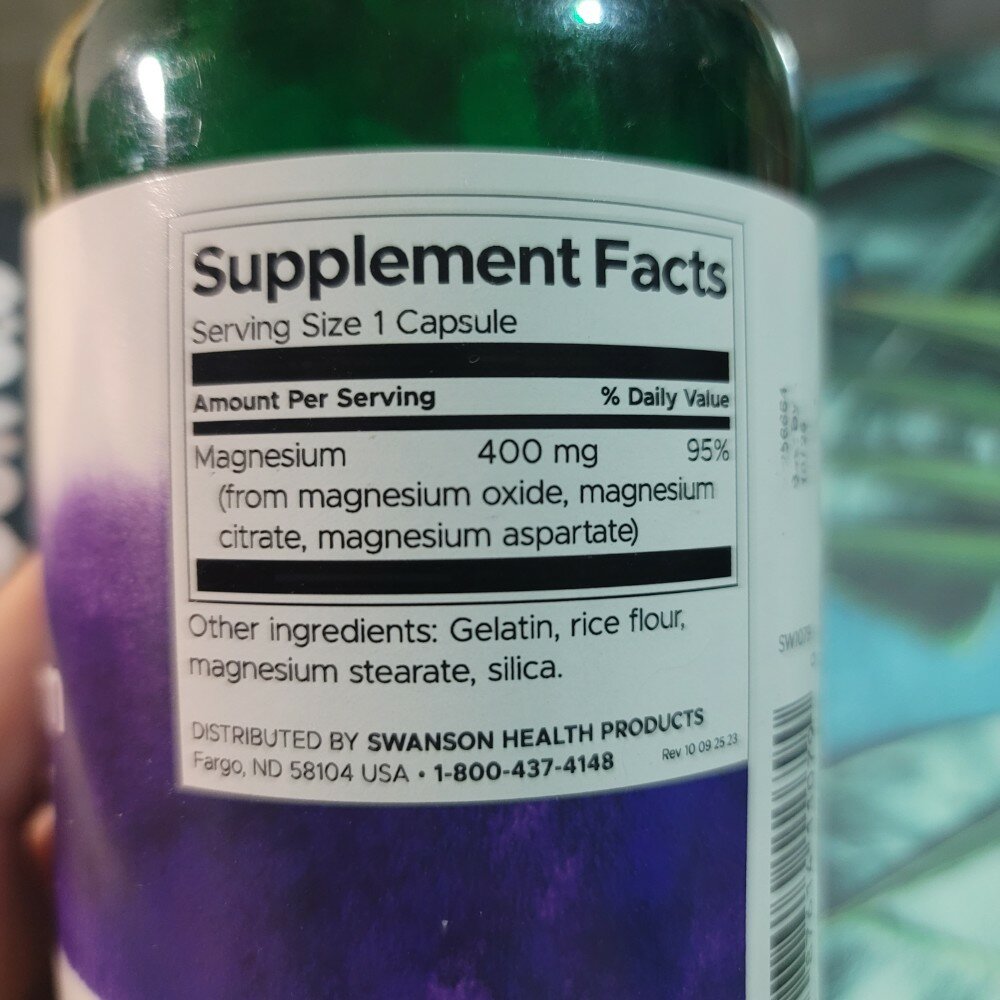 Supplement Facts
Serving Size 1 Capsule
Amount Per Serving % Daily Value
Magnesium 400 mg 95%
(from magnesium oxide, magnesium
citrate, magnesium aspartate)
Other ingredients: Gelatin, rice flour,
magnesium stearate, silica.
DISTRIBUTED BY SWANSON HEALTH PRODUCTS
Fargo, ND 58104 USA • 1-800-437-4148
Rev 10 09.25.23